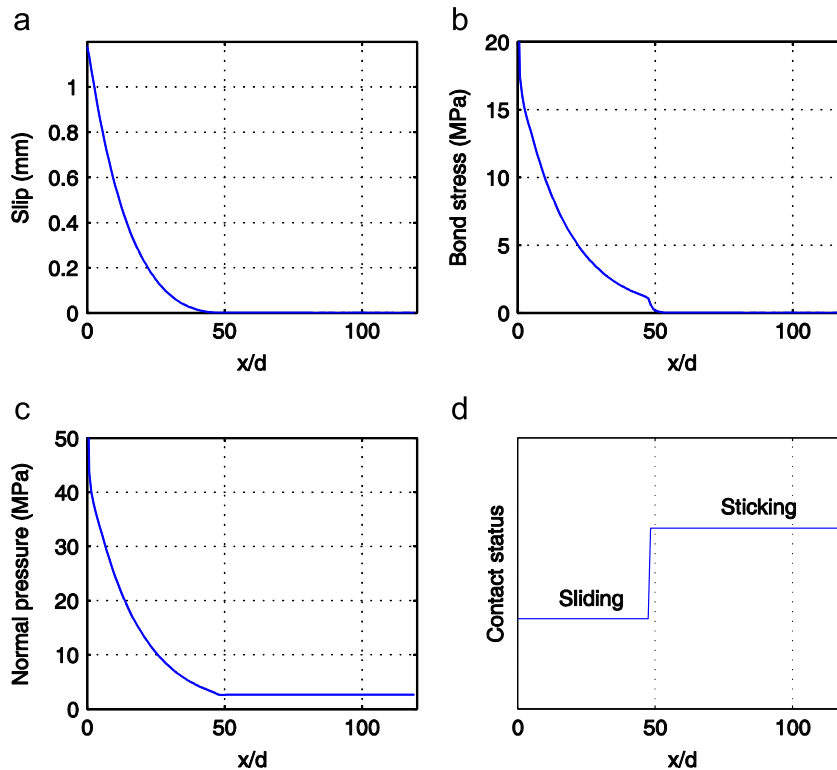 a
Slip (mm)
1
0.8
0.6
0.4
0.2
0
0 50 100
x/d
b
Bond stress (MPa)
20
15
10
5
0
0 50 100
x/d
c
Normal pressure (MPa)
50
40
30
20
10
0
0 50 100
x/d
d
Contact status
Sticking
Sliding
0 50 100
x/d